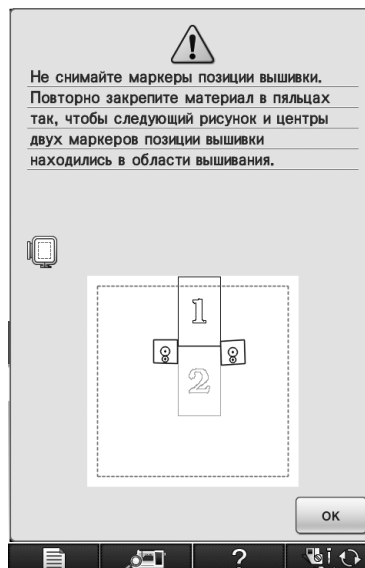 Не снимайте маркеры позиции вышивки.
Повторно закрепите материал в пяльцах
так, чтобы следующий рисунок и центры
двух маркеров позиции вышивки
находились в области вышивания.
1
2
ОК
?